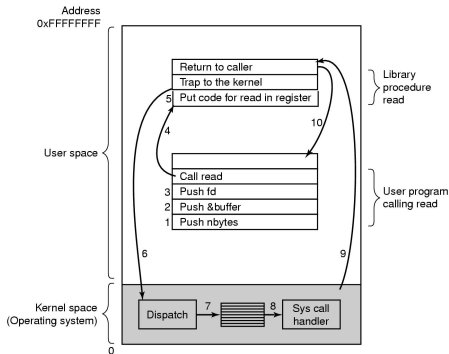 Address
0xFFFFFFFF
Return to caller
Trap to the kernel
5 Put code for read in register
Library
procedure
read
4
10
User space
Call read
3 Push fd
2 Push &buffer
1 Push nbytes
User program
calling read
6
9
Kernel space
(Operating system)
Dispatch
7
8
Sys call
handler
0